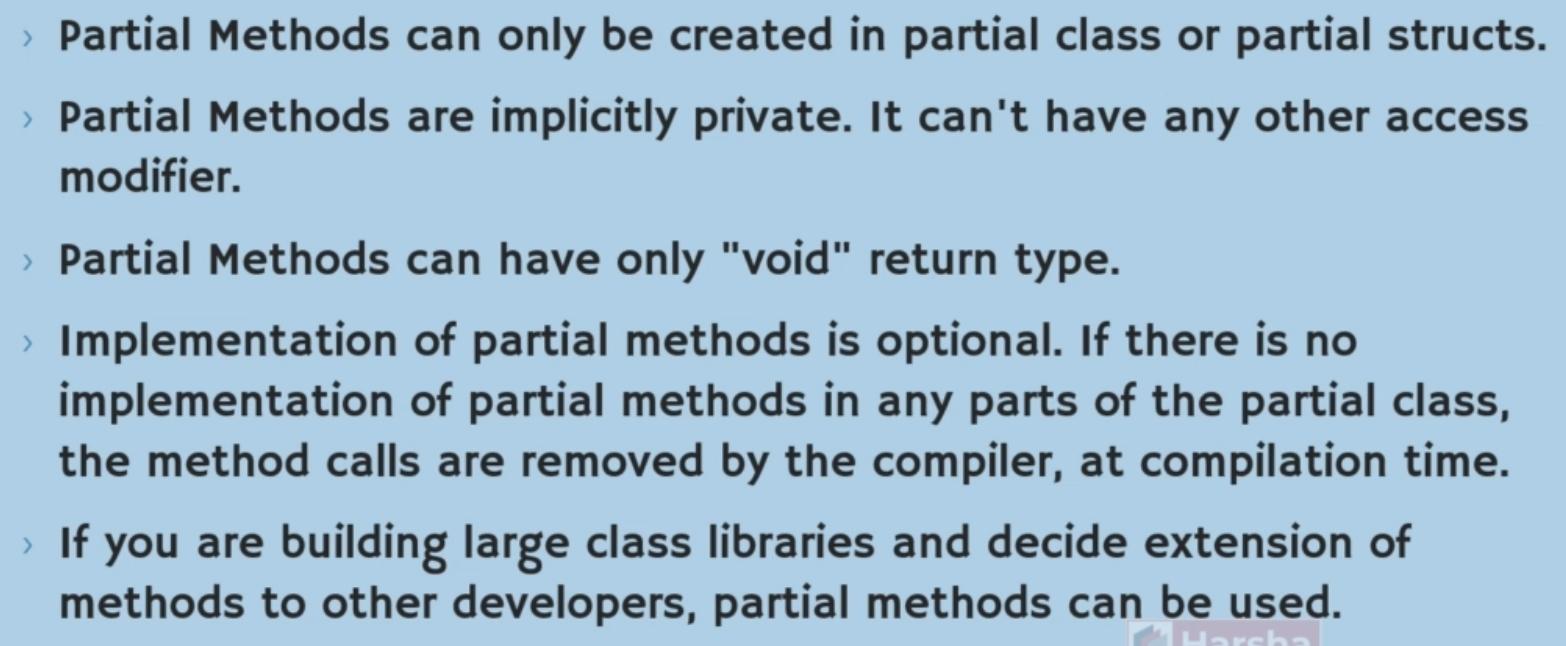 › Partial Methods can only be created in partial class or partial structs.
› Partial Methods are implicitly private. It can't have any other access
modifier.
› Partial Methods can have only "void" return type.
› Implementation of partial methods is optional. If there is no
implementation of partial methods in any parts of the partial class,
the method calls are removed by the compiler, at compilation time.
› If you are building large class libraries and decide extension of
methods to other developers, partial methods can be used.
Harsha